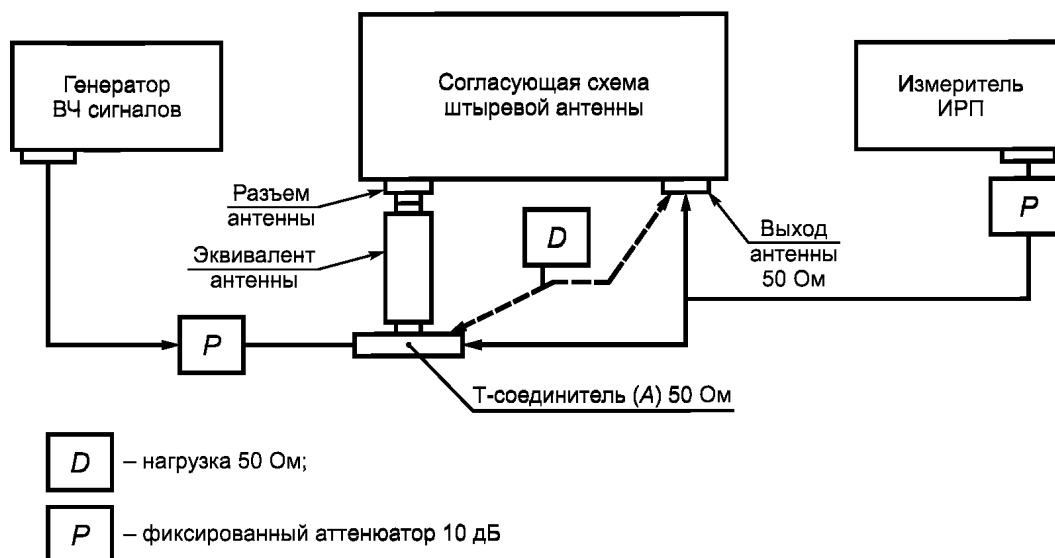 Генератор
ВЧ сигналов
Согласующая схема
штыревой антенны
Измеритель
ИРП
Разъем
антенны
Эквивалент
антенны
D
Выход
антенны
50 Ом
P
P
Т-соединитель (А) 50 Ом
D – нагрузка 50 Ом;
P – фиксированный аттенюатор 10 дБ